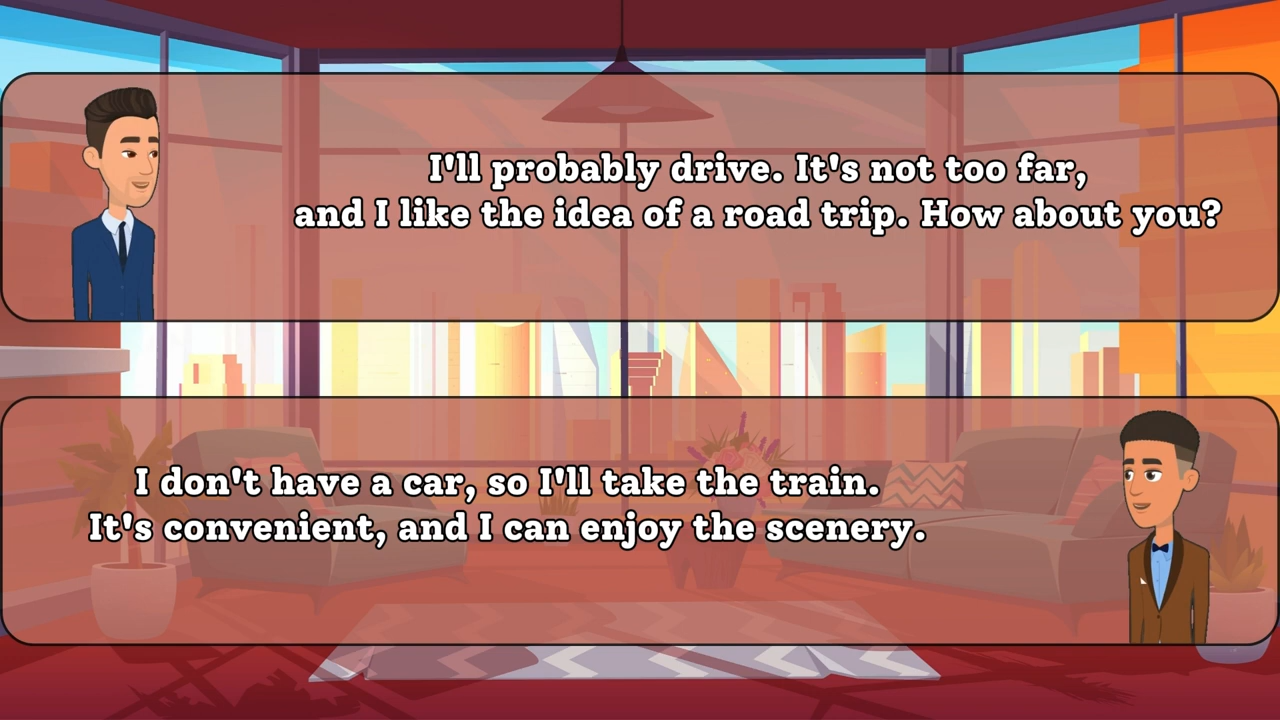 I'll probably drive. It's not too far,
and I like the idea of a road trip. How about you?
I don't have a car, so I'll take the train.
It's convenient, and I can enjoy the scenery.